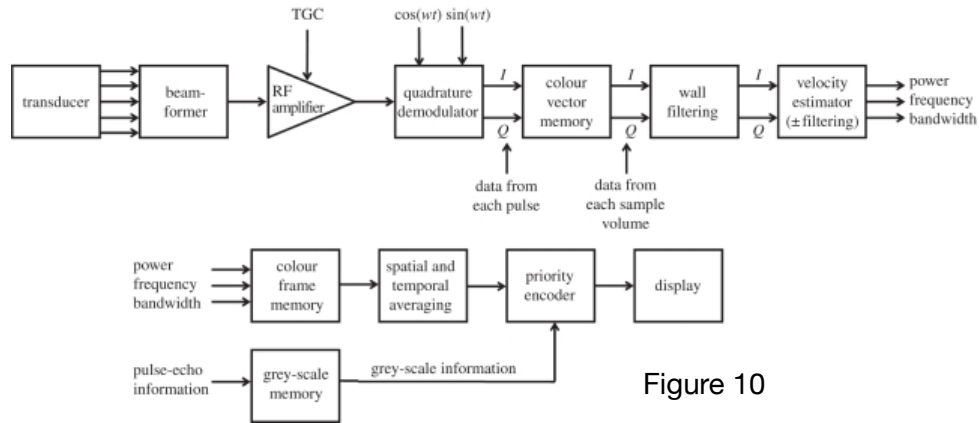 TGC
cos(wt) sin(wt)
transducer
beam-
former
RF
amplifier
quadrature
demodulator
I
Q
colour
vector
memory
I
Q
wall
filtering
I
Q
velocity
estimator
(±filtering)
power
frequency
bandwidth
data from
each pulse
data from
each sample
volume
power
frequency
bandwidth
colour
frame
memory
spatial and
temporal
averaging
priority
encoder
display
pulse-echo
information
grey-scale
memory
grey-scale information
Figure 10